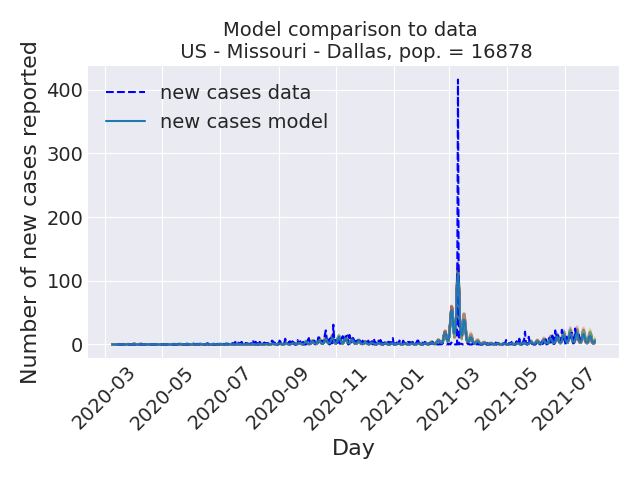 Model comparison to data
US - Missouri - Dallas, pop. = 16878
Number of new cases reported
400
300
200
100
0
new cases data
new cases model
2020-03
2020-05
2020-07
2020-09
2020-11
2021-01
2021-03
2021-05
2021-07
Day